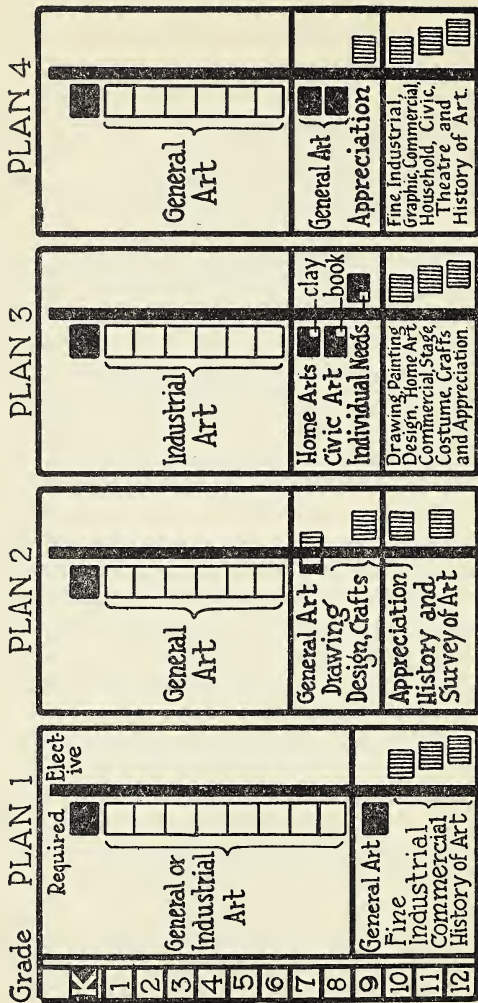 Grade
PLAN 1
PLAN 2
PLAN 3
PLAN 4
K
1
2
3
4
5
6
7
8
9
10
11
12
Required
Elect-
ive
General or
Industrial
Art
General Art
Fine
Industrial
Commercial
History of Art
General
Art
General Art
Drawing
Design, Crafts
Appreciation
History and
Survey of Art
Industrial
Art
Home Arts
Civic Art
Individual Needs
clay
book
Drawing Painting
Design, Home Art
Commercial Stage
Costume, Crafts
and Appreciation
General
Art
General Art
Appreciation
Fine, Industrial,
Graphic, Commercial,
Household, Civic,
Theatre and
History of Art.